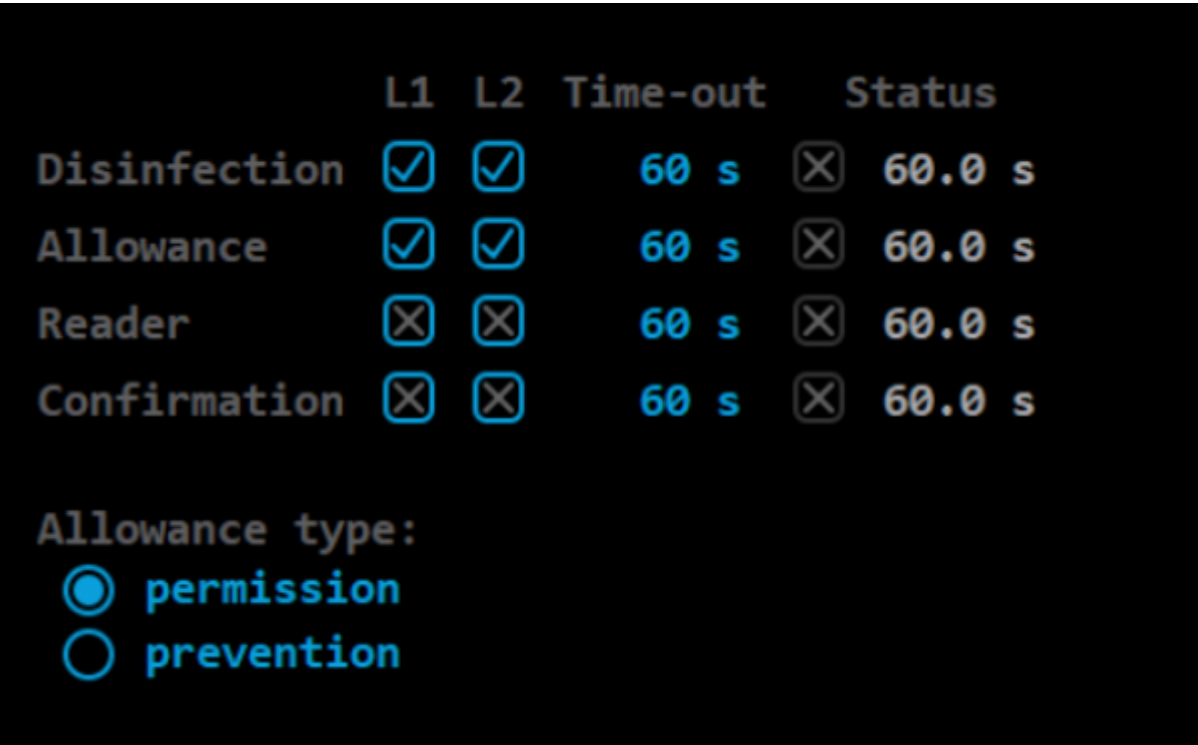 L1 L2 Time-out Status
Disinfection 60 s 60.0 s
Allowance 60 s 60.0 s
Reader 60 s 60.0 s
Confirmation 60 s 60.0 s
Allowance type:
permission
prevention